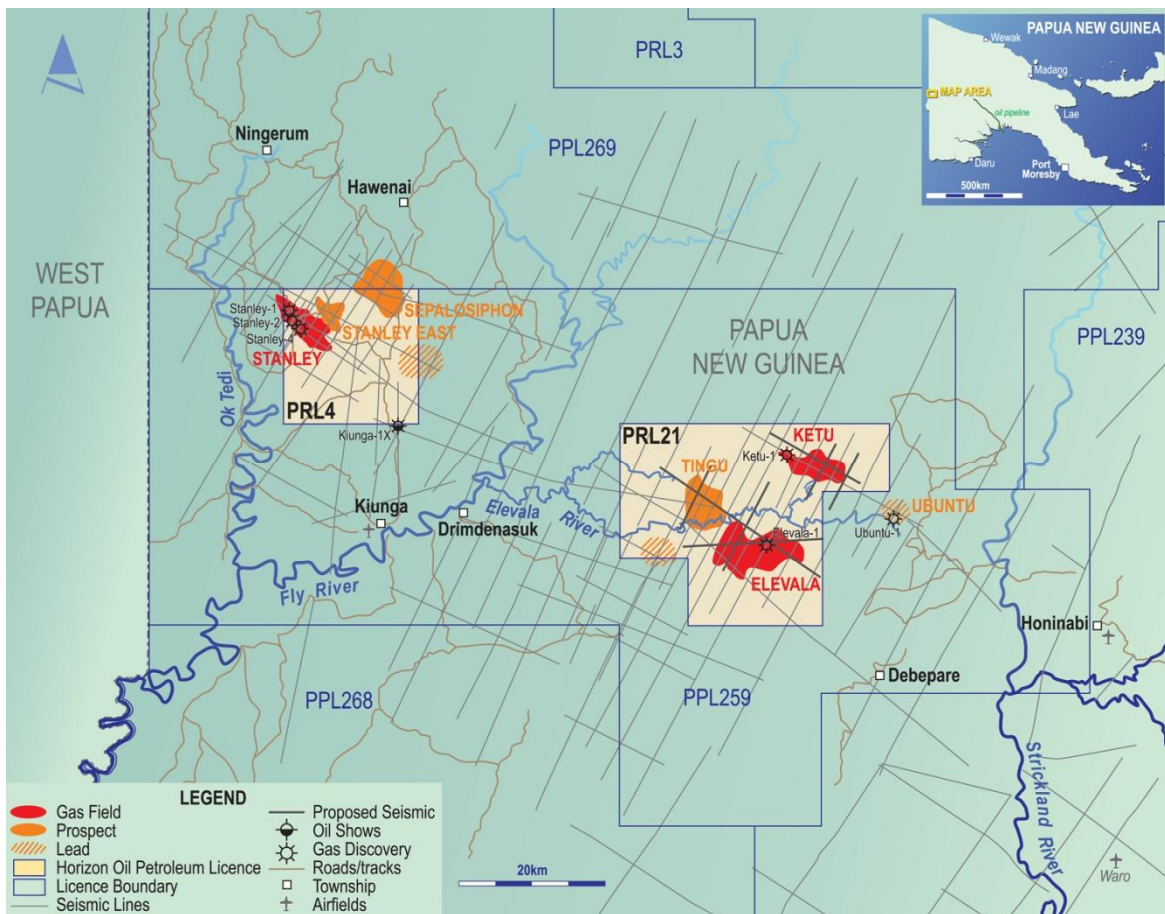 PRL3
PAPUA NEW GUINEA
Wewak
Madang
MAP AREA
Lae
oil pipeline
Daru
Port
Moresby
500km
Ningerum
PPL269
Hawenai
WEST
PAPUA
Stanley-1
Stanley-2
Stanley-4
STANLEY
SEPALOSIPHON
STANLEY EAST
PAPUA
NEW GUINEA
PPL239
Ok Tedi
PRL4
Kiunga-1X
PRL21
KETU
Ketu-1
TINGU
UBUNTU
Ubuntu-1
Kiunga
Drimdenasuk
Elevala
River
Elevala-1
ELEVALA
Fly River
Honinabi
Debepare
PPL268
PPL259
Strickland River
Waro
LEGEND
Gas Field
Prospect
Lead
Horizon Oil Petroleum Licence
Licence Boundary
Seismic Lines
Proposed Seismic
Oil Shows
Gas Discovery
Roads/tracks
Township
Airfields
20km